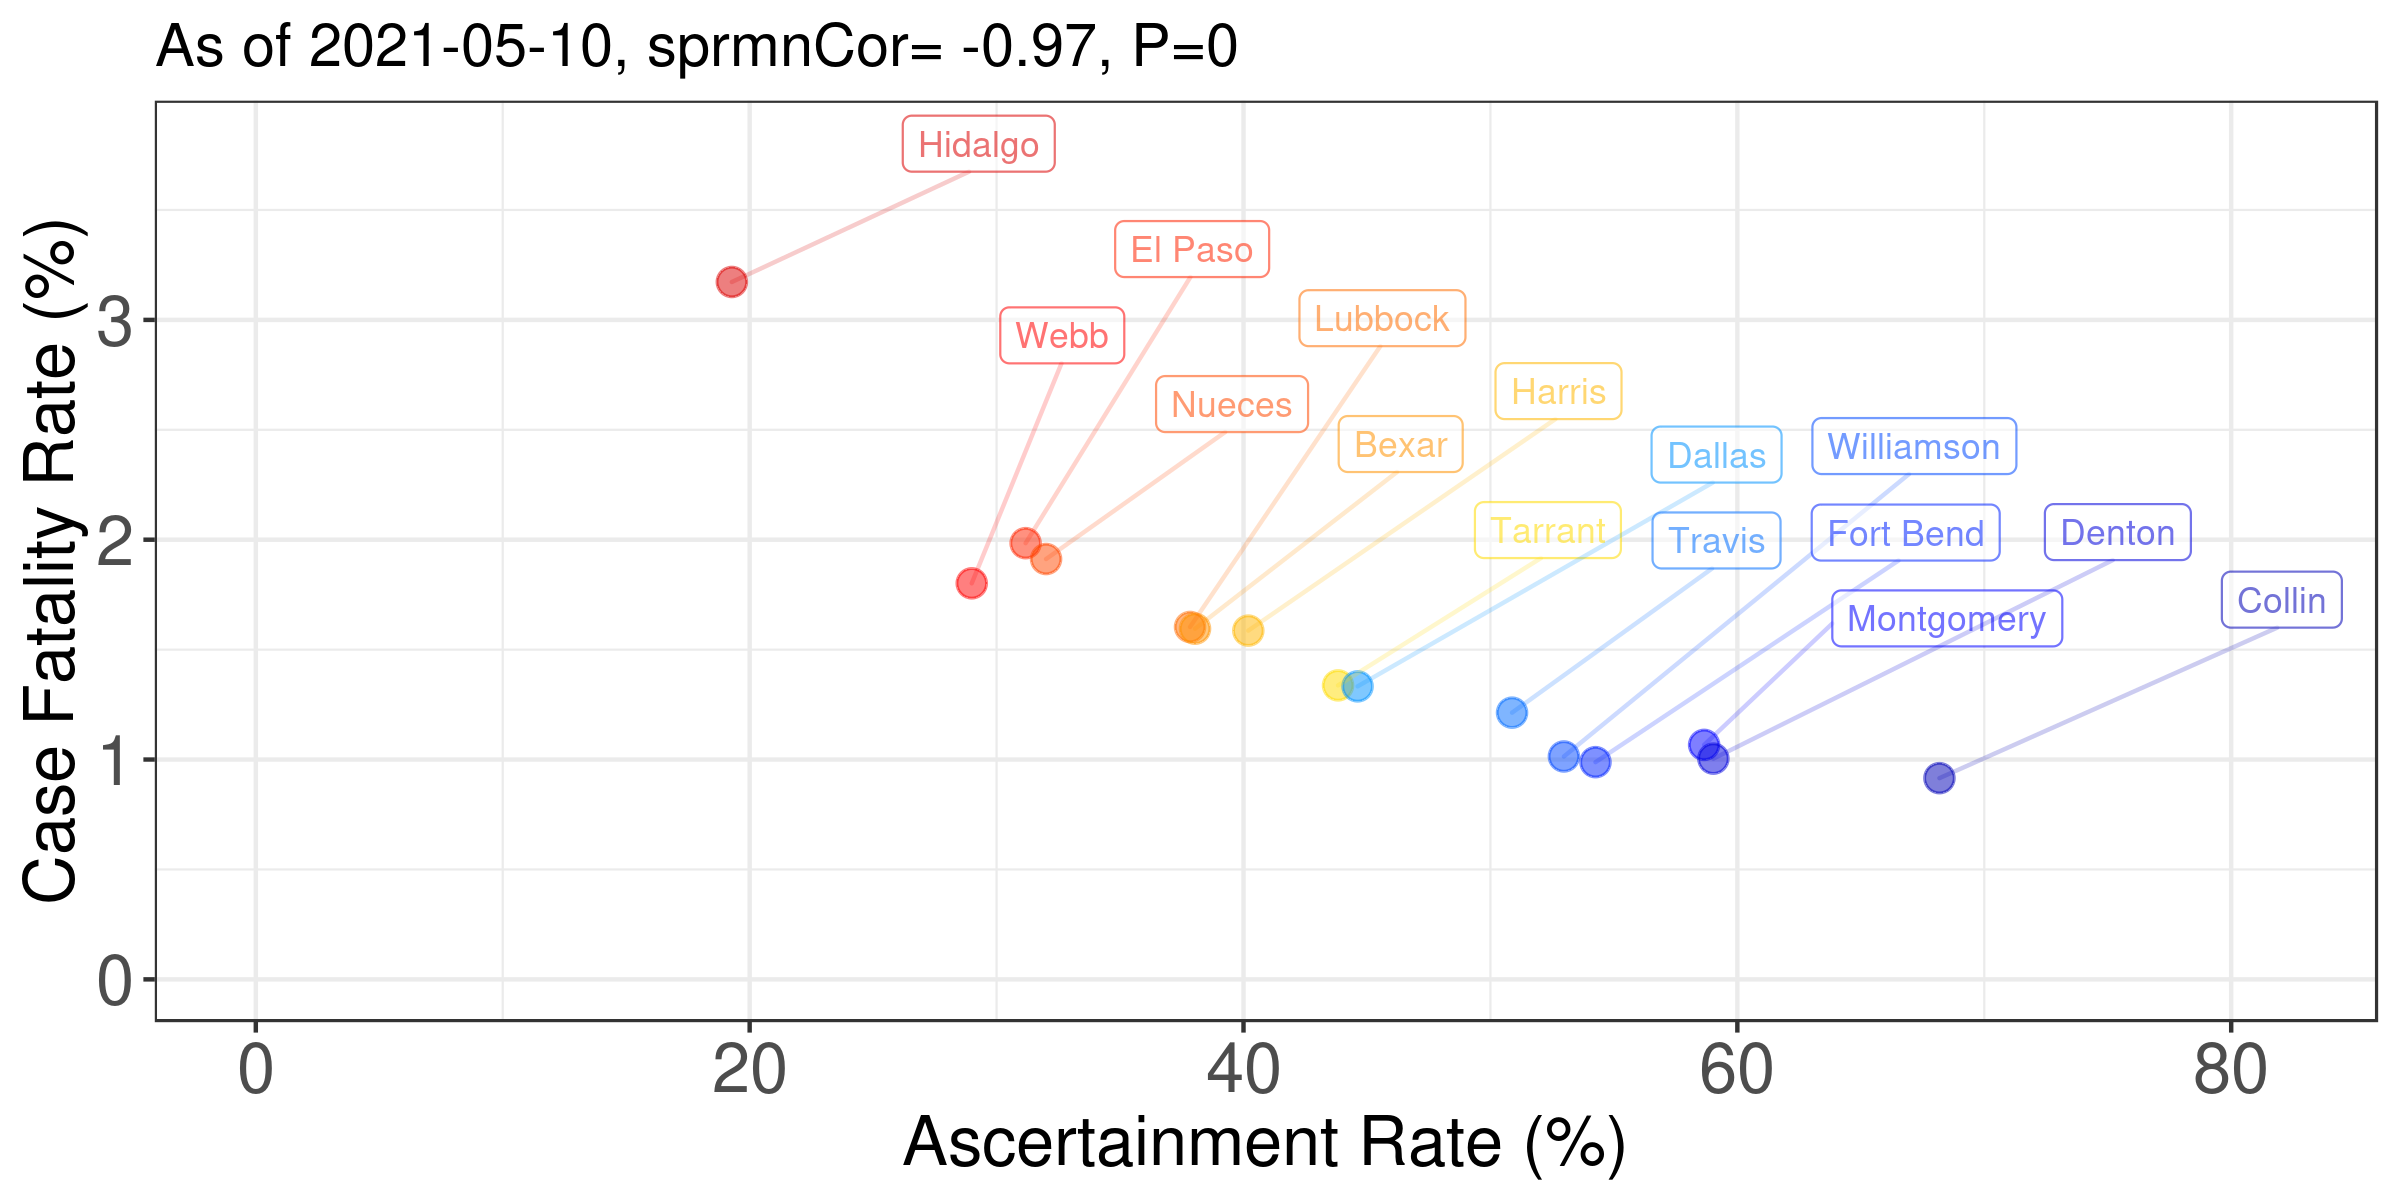 As of 2021-05-10, sprmnCor= -0.97, P=0
Case Fatality Rate (%)
3
2
1
0
Hidalgo
El Paso
Webb
Lubbock
Nueces
Harris
Bexar
Dallas
Williamson
Tarrant
Travis
Fort Bend
Denton
Montgomery
Collin
0 20 40 60 80
Ascertainment Rate (%)